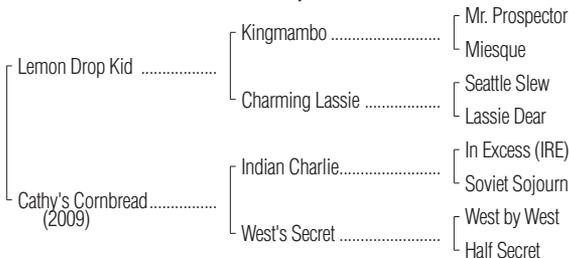 Mr. Prospector
Kingmambo ........................
Miesque
Lemon Drop Kid .................
Seattle Slew
Charming Lassie .................
Lassie Dear
In Excess (IRE)
Indian Charlie.......................
Soviet Sojourn
Cathy's Cornbread...............
(2009)
West by West
West's Secret .......................
Half Secret